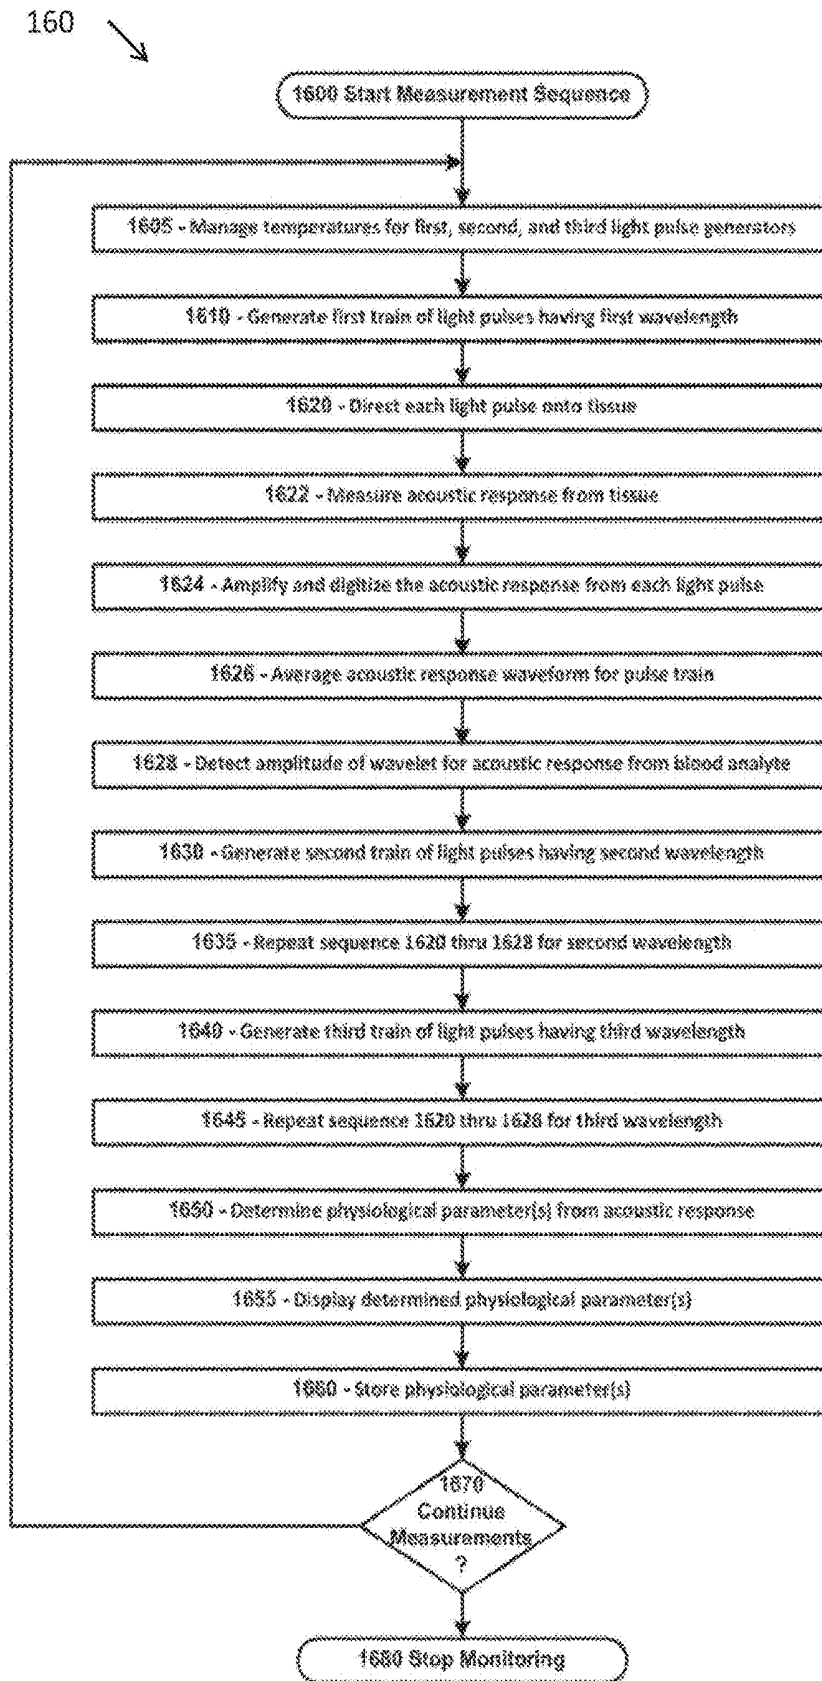 160
1600 Start Measurement Sequence
1605 - Manage temperatures for first, second, and third light pulse generators
1610 - Generate first train of light pulses having first wavelength
1620 - Direct each light pulse onto tissue
1622 - Measure acoustic response from tissue
1624 - Amplify and digitize the acoustic response from each light pulse
1626 - Average acoustic response waveform for pulse train
1628 - Detect amplitude of wavelet for acoustic response from blood analyte
1630 - Generate second train of light pulses having second wavelength
1635 - Repeat sequence 1620 thru 1628 for second wavelength
1640 - Generate third train of light pulses having third wavelength
1645 - Repeat sequence 1620 thru 1628 for third wavelength
1650 - Determine physiological parameter(s) from acoustic response
1655 - Display determined physiological parameter(s)
1660 - Store physiological parameter(s)
1670
Continue
Measurements
?
1680 Stop Monitoring